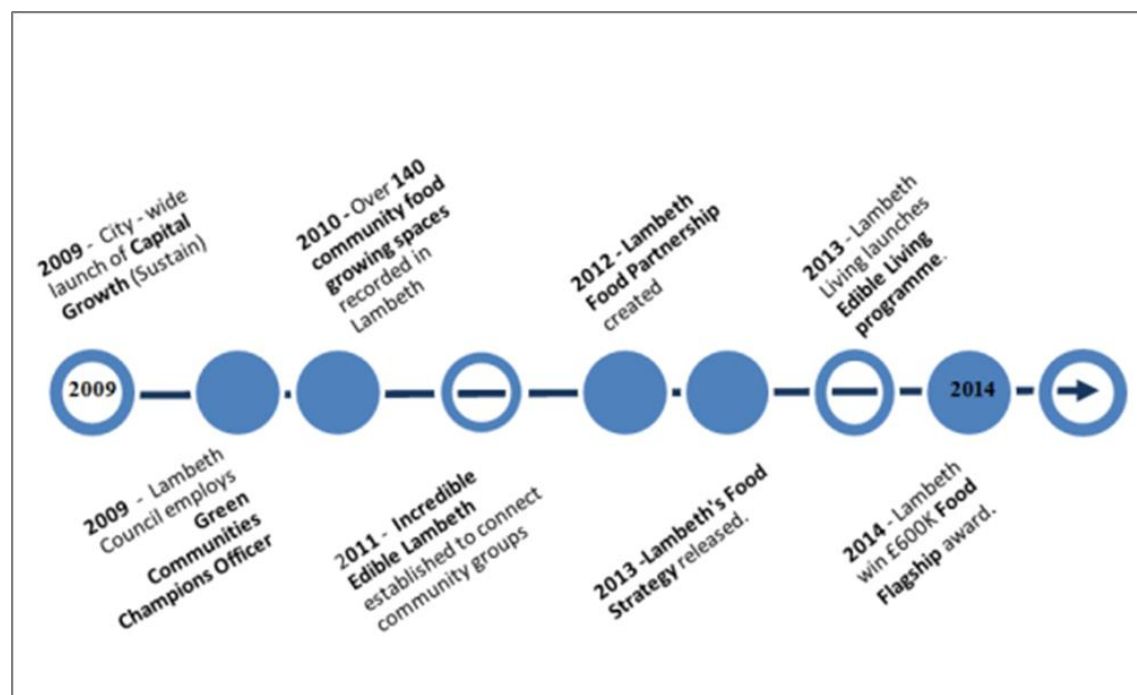 2009 - City - wide
launch of Capital
Growth (Sustain)
2010 - Over 140
community food
growing spaces
recorded in
Lambeth
2012 - Lambeth
Food Partnership
created
2013 - Lambeth
Living launches
Edible Living
programme.
2009
2014
2009 - Lambeth
Council employs
Green
Communities
Champions Officer
2011 - Incredible
Edible Lambeth
established to connect
community groups
2013 -Lambeth's Food
Strategy released.
2014 - Lambeth
win £600K Food
Flagship award.